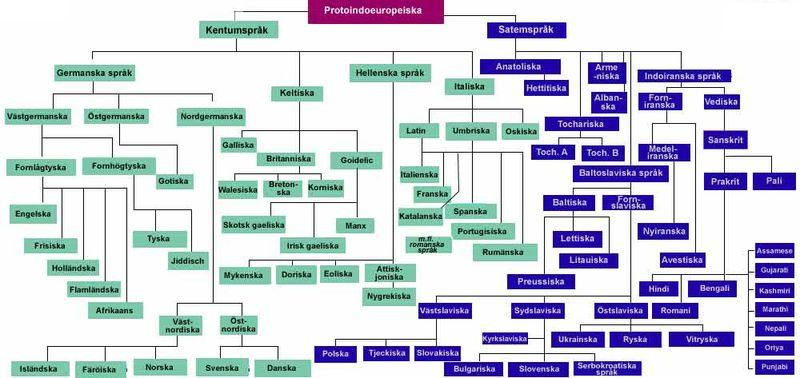 Protoindoeuropeiska
Kentumspråk
Satemspråk
Germanska språk
Keltiska
Hellenska språk
Italiska
Anatoliska
Hettitiska
Arme
-niska
Alban-
ska
Indoiranska språk
Västgermanska
Östgermanska
Nordgermanska
Galliska
Britanniska
Goidelic
Latin
Umbriska
Oskiska
Tochariska
Toch. A
Toch. B
Forn-
iranska
Vediska
Medel-
iranska
Sanskrit
Prakrit
Pali
Fornlågtyska
Fornhögtyska
Gotiska
Walesiska
Breton-
ska
Korniska
Italienska
Franska
Katalanska
Spanska
Portugisiska
m.fl.
romanska
språk
Rumänska
Baltoslaviska språk
Baltiska
Forn-
slaviska
Lettiska
Litauiska
Preussiska
Nyiranska
Avestiska
Engelska
Frisiska
Holländska
Flamländska
Afrikaans
Tyska
Jiddisch
Skotsk gaeliska
Irisk gaeliska
Manx
Mykenska
Doriska
Eoliska
Attisk-
joniska
Nygrekiska
Hindi
Romani
Bengali
Assamese
Gujarati
Kashmiri
Marathi
Nepali
Oriya
Punjabi
Väst-
nordiska
Öst-
nordiska
Isländska
Färöiska
Norska
Svenska
Danska
Västslaviska
Sydslaviska
Östslaviska
Polska
Tjeckiska
Slovakiska
Kyrkslaviska
Bulgariska
Slovenska
Serbokroatiska
språk
Ukrainska
Ryska
Vitryska